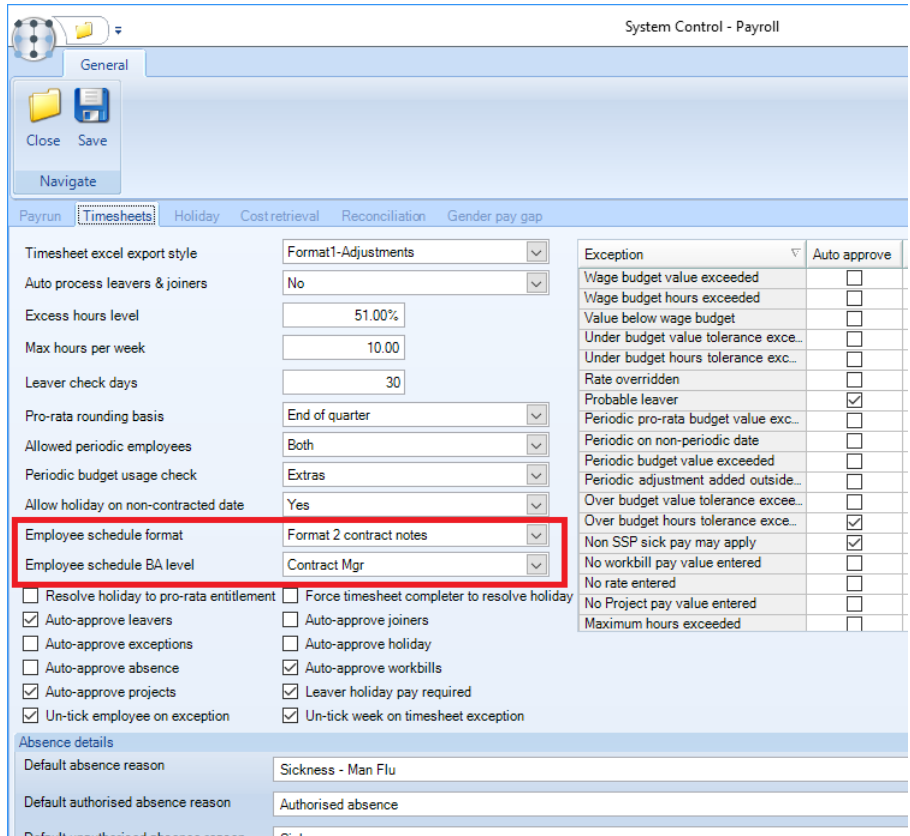 System Control - Payroll
General
Close Save
Navigate
Payrun Timesheets Holiday Cost retrieval Reconciliation Gender pay gap
Timesheet excel export style Format1-Adjustments
Auto process leavers & joiners No
Excess hours level 51.00%
Max hours per week 10.00
Leaver check days 30
Pro-rata rounding basis End of quarter
Allowed periodic employees Both
Periodic budget usage check Extras
Allow holiday on non-contracted date Yes
Employee schedule format Format 2 contract notes
Employee schedule BA level Contract Mgr
Resolve holiday to pro-rata entitlement Force timesheet completer to resolve holiday
Auto-approve leavers Auto-approve joiners
Auto-approve exceptions Auto-approve holiday
Auto-approve absence Auto-approve workbills
Auto-approve projects Leaver holiday pay required
Un-tick employee on exception Un-tick week on timesheet exception
Exception Auto approve
Wage budget value exceeded
Wage budget hours exceeded
Value below wage budget
Under budget value tolerance exce...
Under budget hours tolerance exc...
Rate overridden
Probable leaver
Periodic pro-rata budget value exc...
Periodic on non-periodic date
Periodic budget value exceeded
Periodic adjustment added outside...
Over budget value tolerance excee...
Over budget hours tolerance exce...
Non SSP sick pay may apply
No workbill pay value entered
No rate entered
No Project pay value entered
Maximum hours exceeded
Absence details
Default absence reason Sickness - Man Flu
Default authorised absence reason Authorised absence